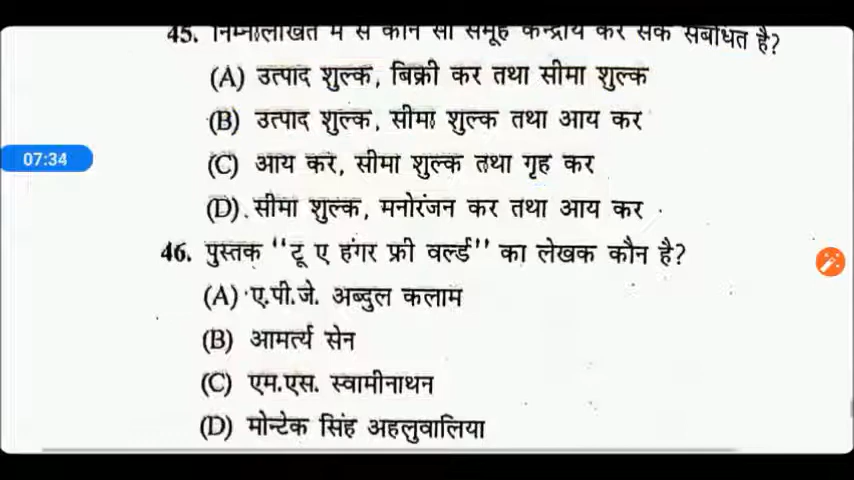 45. निम्नलिखित में से कौन सा समूह केन्द्रीय कर से संबंधित है?
(A) उत्पाद शुल्क, बिक्री कर तथा सीमा शुल्क
(B) उत्पाद शुल्क, सीमा शुल्क तथा आय कर
07:34
(C) आय कर, सीमा शुल्क तथा गृह कर
(D) सीमा शुल्क, मनोरंजन कर तथा आय कर
46. पुस्तक "टू ए हंगर फ्री वर्ल्ड" का लेखक कौन है?
(A) ए.पी.जे. अब्दुल कलाम
(B) आमर्त्य सेन
(C) एम.एस. स्वामीनाथन
(D) मोन्टेक सिंह अहलुवालिया